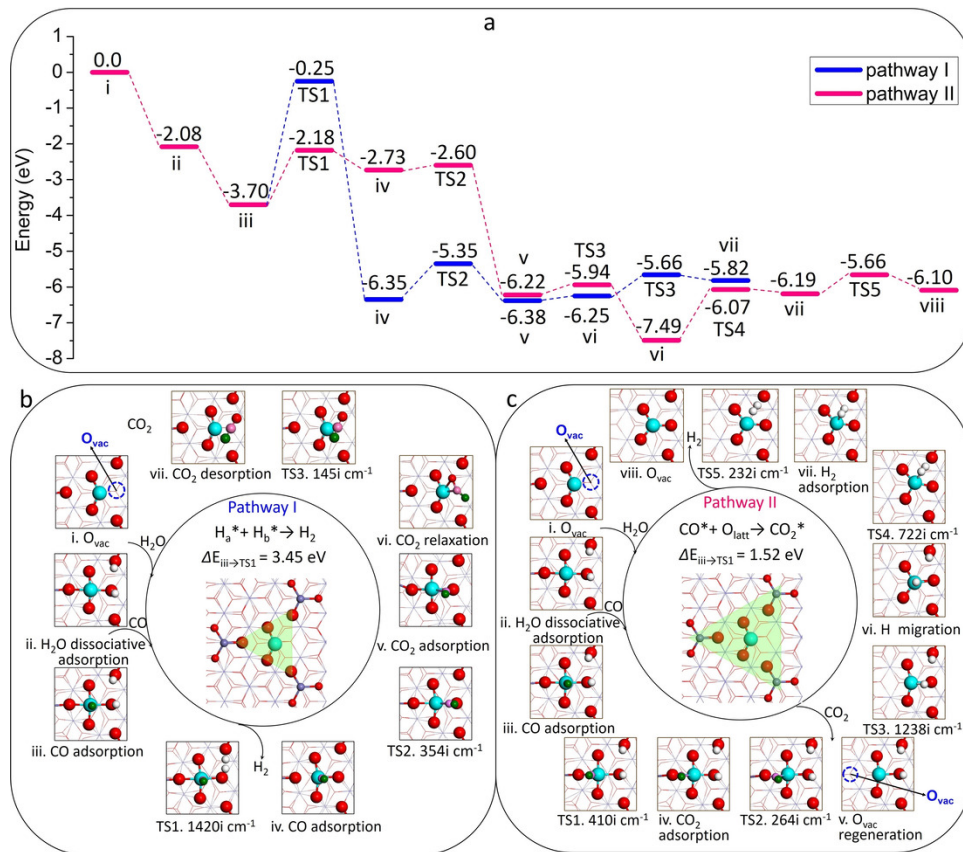 a
1
0
-1
-2
-3
-4
-5
-6
-7
-8
Energy (eV)
pathway I
pathway II
0.0
i
-2.08
ii
-3.70
iii
-0.25
TS1
-2.18
TS1
-2.73
iv
-2.60
TS2
-6.35
iv
-5.35
TS2
v
-6.22
-6.38
v
TS3
-5.94
-6.25
vi
-5.66
TS3
-7.49
vi
vii
-5.82
-6.07
TS4
-6.19
vii
-5.66
TS5
-6.10
viii
b
Oᵥₐc
CO₂
vii. CO₂ desorption
TS3. 145i cm⁻¹
i. Oᵥₐc
H₂O
vi. CO₂ relaxation
Pathway I
Hₐ* + H_b* → H₂
ΔE_iii→TS1 = 3.45 eV
ii. H₂O dissociative
adsorption
CO
v. CO₂ adsorption
iii. CO adsorption
TS2. 354i cm⁻¹
H₂
TS1. 1420i cm⁻¹
iv. CO adsorption
c
Oᵥₐc
viii. Oᵥₐc
H₂
TS5. 232i cm⁻¹
vii. H₂
adsorption
i. Oᵥₐc
H₂O
TS4. 722i cm⁻¹
Pathway II
CO* + O_latt → CO₂*
ΔE_iii→TS1 = 1.52 eV
ii. H₂O dissociative
adsorption
CO
vi. H migration
iii. CO adsorption
TS3. 1238i cm⁻¹
CO₂
TS1. 410i cm⁻¹
iv. CO₂
adsorption
TS2. 264i cm⁻¹
v. Oᵥₐc
regeneration
Oᵥₐc